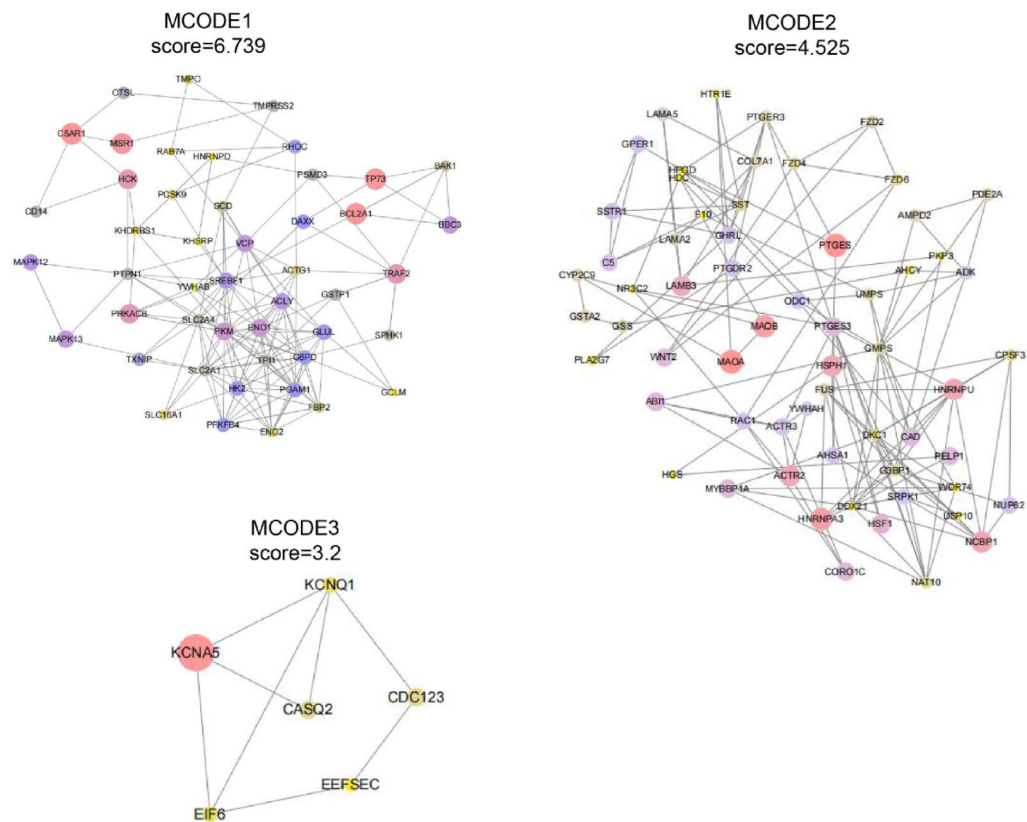 MCODE1
score=6.739
TMPO
CTSL
TMPRSS2
C5AR1
MSR1
RHOC
RAB7A
HNRNPD
PSMD3
BAK1
HCK
TP73
PCSK9
SCD
CD14
BCL2A1
DAXX
BBC3
KHDRBS1
KHSRP
VCP
MAPK12
PTPN1
ACTG1
TRAF2
SREBF1
YWHAB
GSTP1
ACLY
PRKACB
SLC2A4
PKM
ENO1
GLUL
SPHK1
MAPK13
TXNIP
TPI1
G6PD
SLC2A1
HK2
PGAM1
GCLM
SLC16A1
FBP2
PFKFB4
ENO2
MCODE2
score=4.525
HTR1E
LAMA5
PTGER3
FZD2
GPER1
COL7A1
FZD4
HPGD
HDC
FZD6
PDE2A
SST
SSTR1
F10
AMPD2
GHRL
LAMA2
PTGES
C5
PTGDR2
PKP3
CYP2C9
AHCY
ADK
LAMB3
NR3C2
UMPS
ODC1
GSTA2
GSS
MAOB
PTGES3
PLA2G7
WNT2
MAOA
GMPS
CPSF3
HSPH1
HNRNPU
FUS
ABI1
YWHAH
RAC1
ACTR3
DKC1
CAD
AHSA1
PELP1
G3BP1
HGS
ACTR2
MYBBP1A
WDR74
SRPK1
DDX21
NUP62
USP10
HNRNPA3
HSF1
NCBP1
CORO1C
NAT10
MCODE3
score=3.2
KCNQ1
KCNA5
CDC123
CASQ2
EEFSEC
EIF6